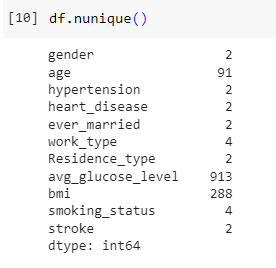 [10] df.nunique()
gender 2
age 91
hypertension 2
heart_disease 2
ever_married 2
work_type 4
Residence_type 2
avg_glucose_level 913
bmi 288
smoking_status 4
stroke 2
dtype: int64